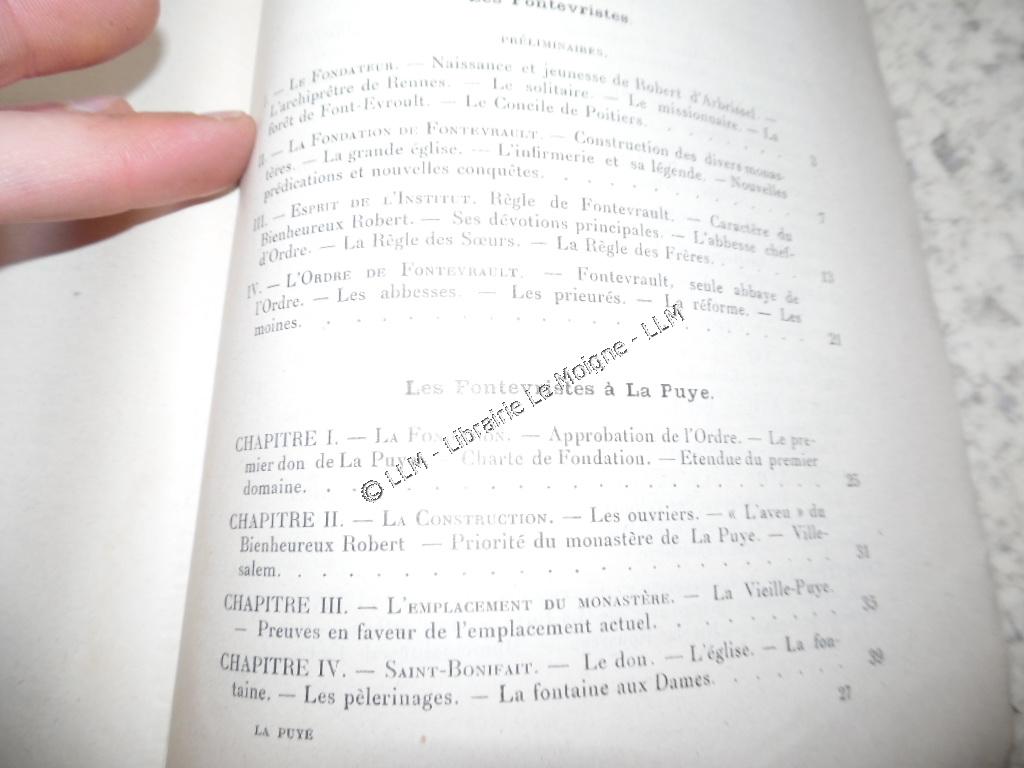 Les Fontevristes.
PRÉLIMINAIRES.
I. — LE FONDATEUR. — Naissance et jeunesse de Robert d'Arbrissel. —
L'archiprêtre de Rennes. — Le solitaire. — Le missionnaire. — La
forêt de Font-Evroult. — Le Concile de Poitiers. . . . . . . . 3
II. — LA FONDATION DE FONTEVRAULT. — Construction des divers monas-
tères. — La grande église. — L'infirmerie et sa légende. — Nouvelles
prédications et nouvelles conquêtes. . . . . . . . . . 7
III. — ESPRIT DE L'INSTITUT. Règle de Fontevrault. — Caractère du
Bienheureux Robert. — Ses dévotions principales. — L'abbesse chef-
d'Ordre. — La Règle des Sœurs. — La Règle des Frères. . . . . 13
IV. — L'ORDRE DE FONTEVRAULT. — Fontevrault, seule abbaye de
l'Ordre. — Les abbesses. — Les prieurés. — La réforme. — Les
moines. . . . . . . . . . . . . . . . . . . 21
Les Fontevristes à La Puye.
CHAPITRE I. — LA FONDATION. — Approbation de l'Ordre. — Le pre-
mier don de La Puye. — Charte de Fondation. — Etendue du premier
domaine. . . . . . . . . . . . . . . . . . 25
CHAPITRE II. — LA CONSTRUCTION. — Les ouvriers. — « L'aveu » du
Bienheureux Robert — Priorité du monastère de La Puye. — Ville-
salem. . . . . . . . . . . . . . . . . . . 31
CHAPITRE III. — L'EMPLACEMENT DU MONASTÈRE. — La Vieille-Puye.
— Preuves en faveur de l'emplacement actuel. . . . . . . . 35
CHAPITRE IV. — SAINT-BONIFAIT. — Le don. — L'église. — La fon-
taine. — Les pèlerinages. — La fontaine aux Dames. . . . . . 39
LA PUYE 27
© LLM - Librairie Le Moigne - LLM